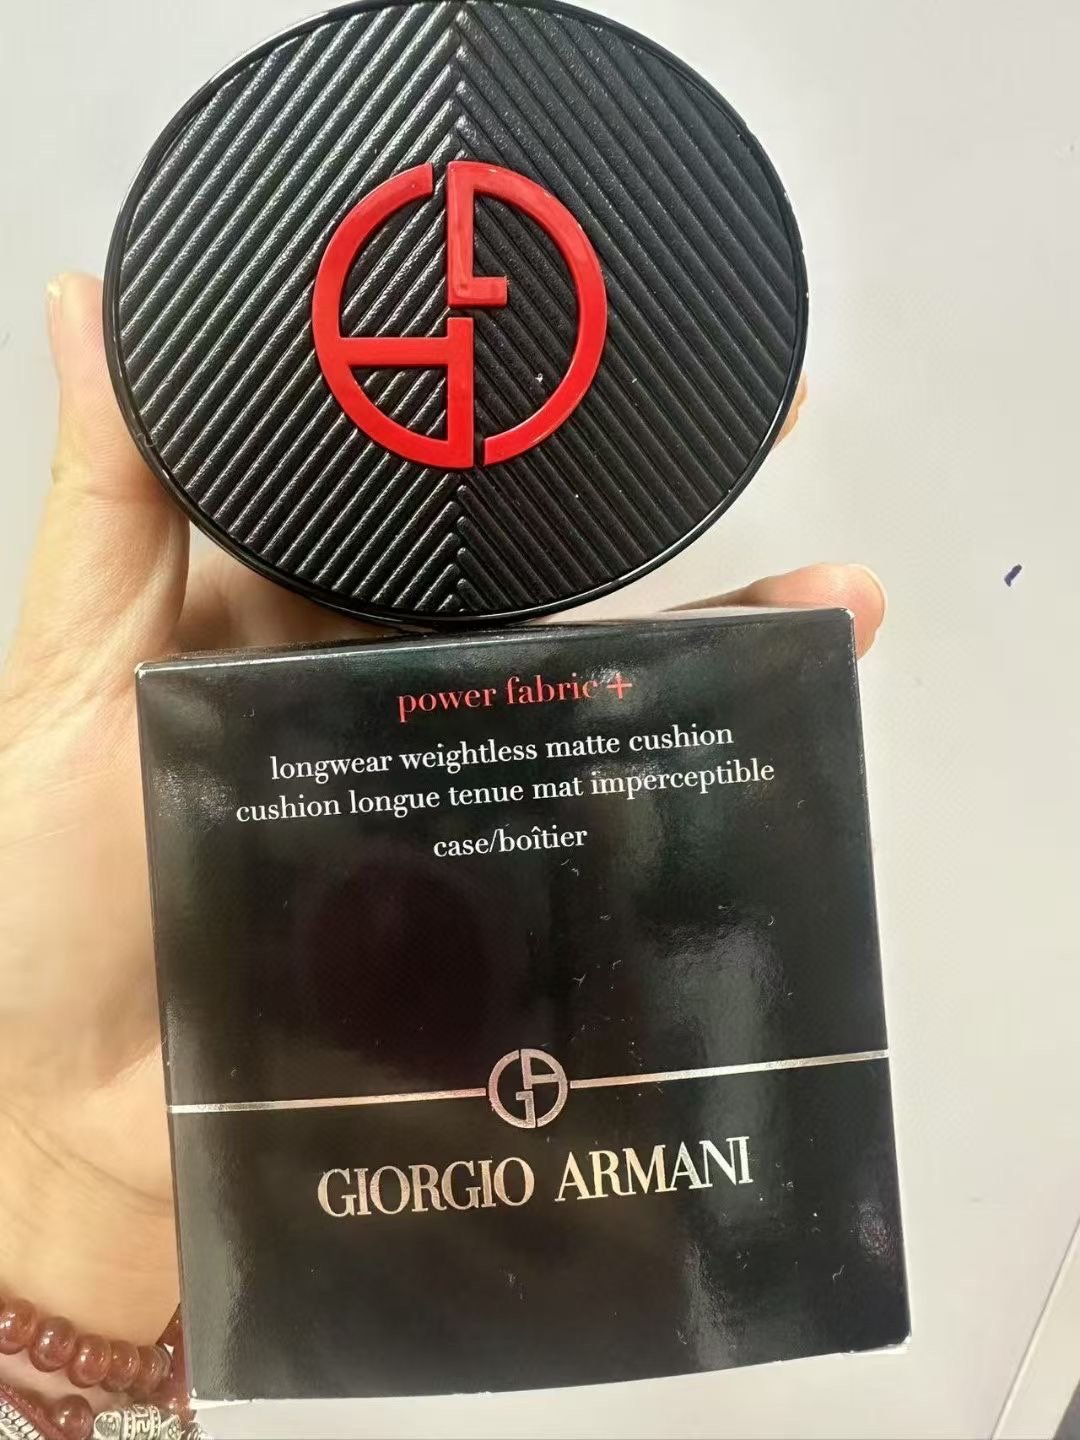 power fabric +
longwear weightless matte cushion
cushion longue tenue mat imperceptible
case/boîtier
GIORGIO ARMANI